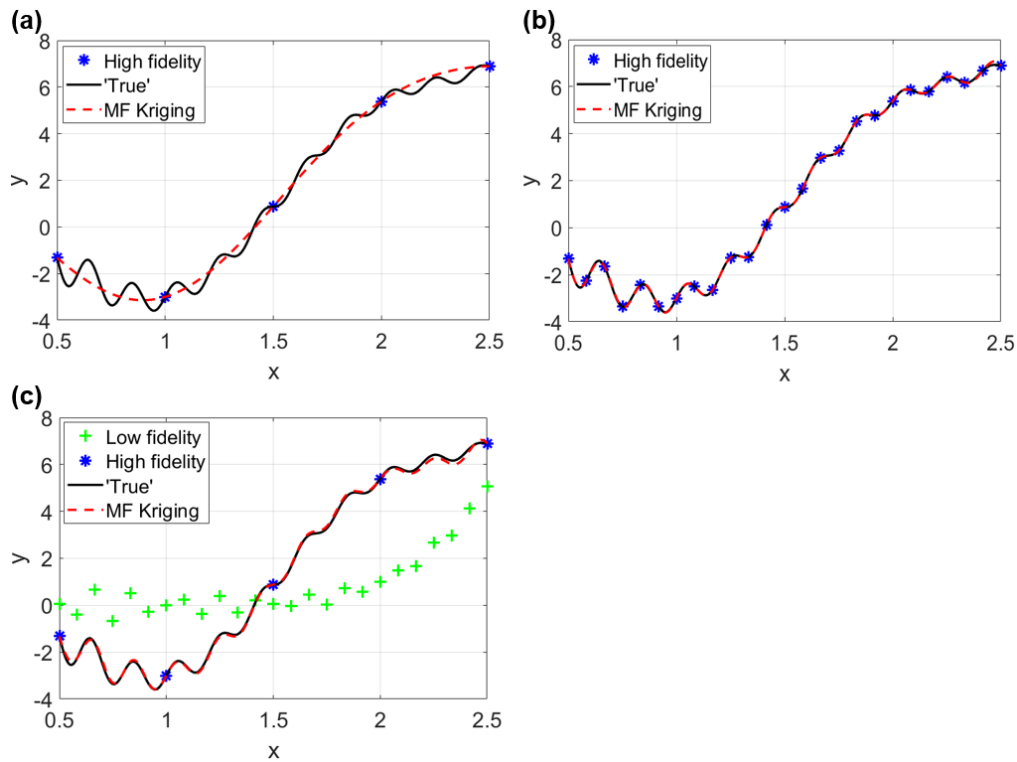 (a)
8
6
4
2
0
-2
-4
y
High fidelity
'True'
MF Kriging
0.5 1 1.5 2 2.5
x
(b)
8
6
4
2
0
-2
-4
y
High fidelity
'True'
MF Kriging
0.5 1 1.5 2 2.5
x
(c)
8
6
4
2
0
-2
-4
y
Low fidelity
High fidelity
'True'
MF Kriging
0.5 1 1.5 2 2.5
x